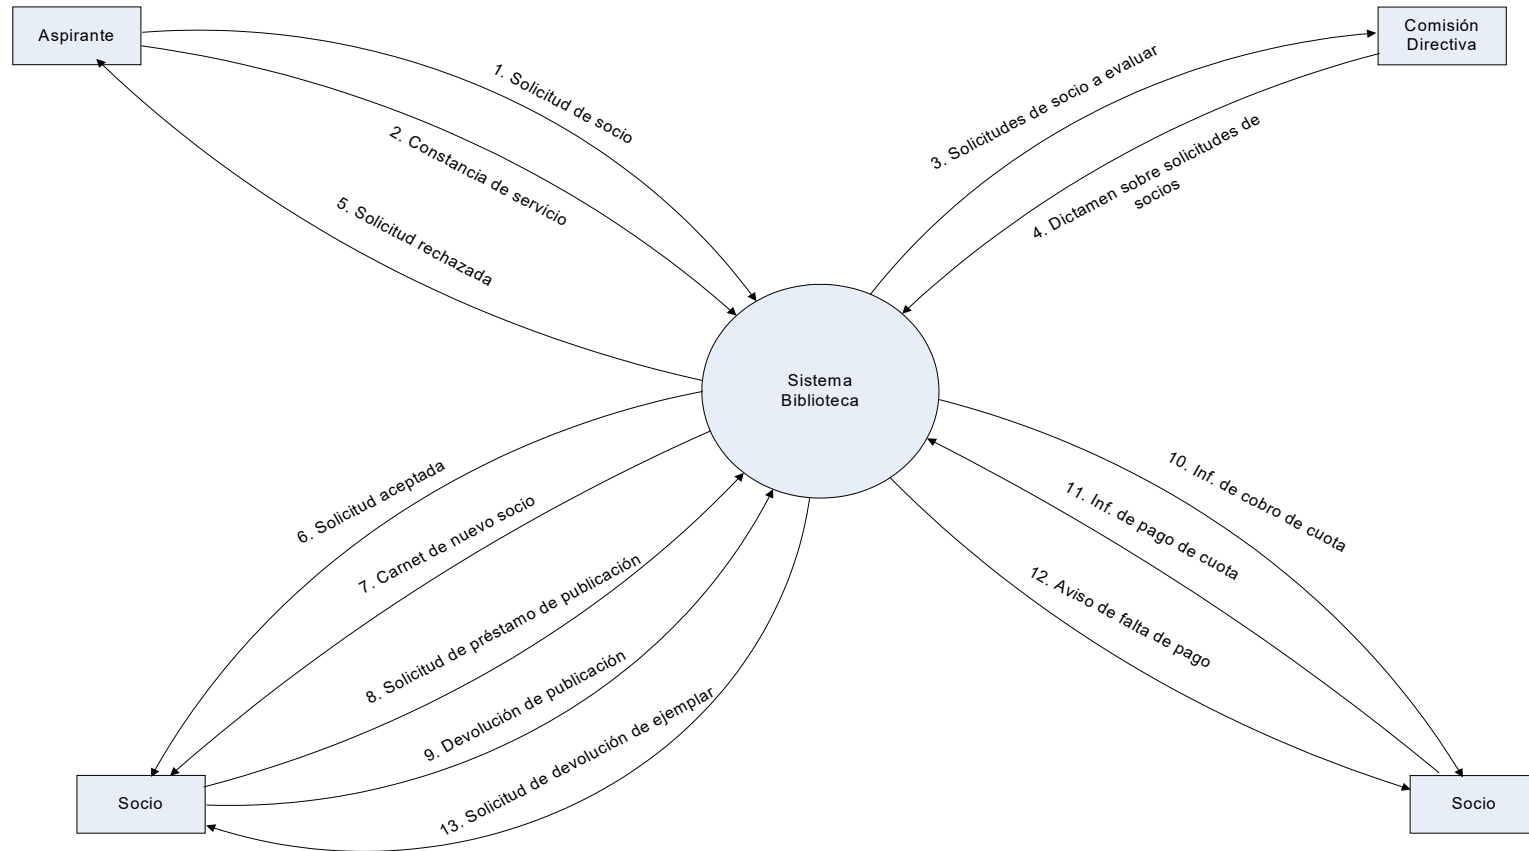 Aspirante
Comisión
Directiva
1. Solicitud de socio
2. Constancia de servicio
5. Solicitud rechazada
3. Solicitudes de socio a evaluar
4. Dictamen sobre solicitudes de
socios
Sistema
Biblioteca
6. Solicitud aceptada
7. Carnet de nuevo socio
8. Solicitud de préstamo de publicación
9. Devolución de publicación
13. Solicitud de devolución de ejemplar
10. Inf. de cobro de cuota
11. Inf. de pago de cuota
12. Aviso de falta de pago
Socio
Socio